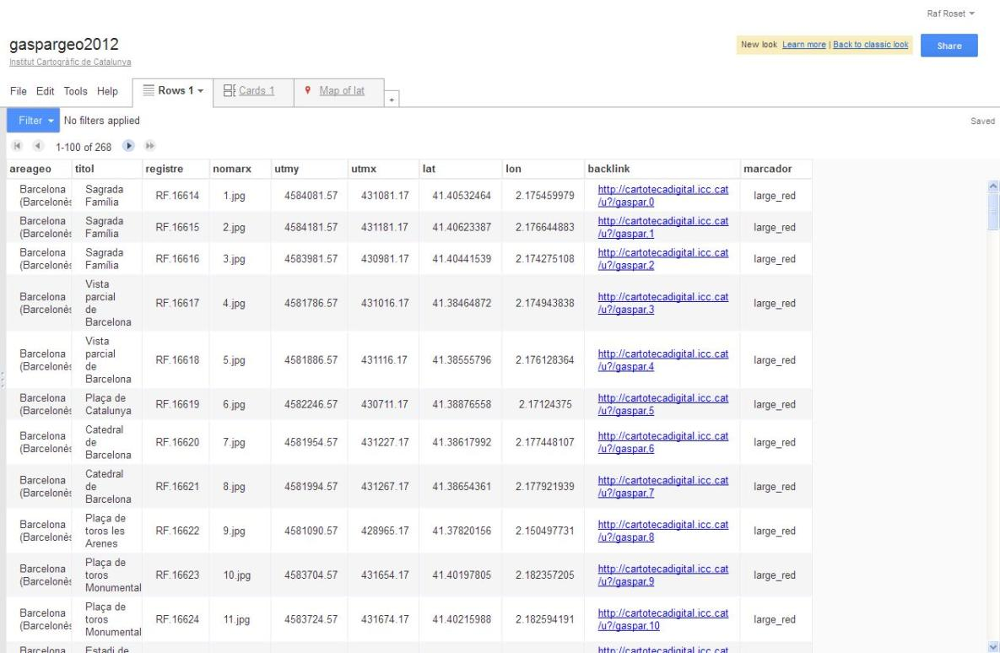 Raf Roset
gaspargeo2012
New look Learn more | Back to classic look
Share
Institut Cartogràfic de Catalunya
File Edit Tools Help Rows 1 Cards 1 Map of lat +
Filter No filters applied
Saved
1-100 of 268
areageo titol registre nomarx utmy utmx lat lon backlink marcador
Barcelona Sagrada http://cartotecadigital.icc.cat
(Barcelonès Família RF.16614 1.jpg 4584081.57 431081.17 41.40532464 2.175459979 /u?/gaspar,0 large_red
Barcelona Sagrada http://cartotecadigital.icc.cat
(Barcelonès Família RF.16615 2.jpg 4584181.57 431181.17 41.40623387 2.176644883 /u?/gaspar,1 large_red
Barcelona Sagrada http://cartotecadigital.icc.cat
(Barcelonès Família RF.16616 3.jpg 4583981.57 430981.17 41.40441539 2.174275108 /u?/gaspar,2 large_red
Vista
Barcelona parcial http://cartotecadigital.icc.cat
(Barcelonès de RF.16617 4.jpg 4581786.57 431016.17 41.38464872 2.174943838 /u?/gaspar,3 large_red
Barcelona
Vista
Barcelona parcial http://cartotecadigital.icc.cat
(Barcelonès de RF.16618 5.jpg 4581886.57 431116.17 41.38555796 2.176128364 /u?/gaspar,4 large_red
Barcelona
Barcelona Plaça de http://cartotecadigital.icc.cat
(Barcelonès Catalunya RF.16619 6.jpg 4582246.57 430711.17 41.38876558 2.17124375 /u?/gaspar,5 large_red
Barcelona Catedral http://cartotecadigital.icc.cat
(Barcelonès de RF.16620 7.jpg 4581954.57 431227.17 41.38617992 2.177448107 /u?/gaspar,6 large_red
Barcelona
Barcelona Catedral http://cartotecadigital.icc.cat
(Barcelonès de RF.16621 8.jpg 4581994.57 431267.17 41.38654361 2.177921939 /u?/gaspar,7 large_red
Barcelona
Barcelona Plaça de http://cartotecadigital.icc.cat
(Barcelonès toros les RF.16622 9.jpg 4581090.57 428965.17 41.37820156 2.150497731 /u?/gaspar,8 large_red
Arenes
Barcelona Plaça de http://cartotecadigital.icc.cat
(Barcelonès toros RF.16623 10.jpg 4583704.57 431654.17 41.40197805 2.182357205 /u?/gaspar,9 large_red
Monumental
Barcelona Plaça de http://cartotecadigital.icc.cat
(Barcelonès toros RF.16624 11.jpg 4583724.57 431674.17 41.40215988 2.182594191 /u?/gaspar,10 large_red
Monumental
Barcelona Estadi de http://cartotecadigital.icc.cat